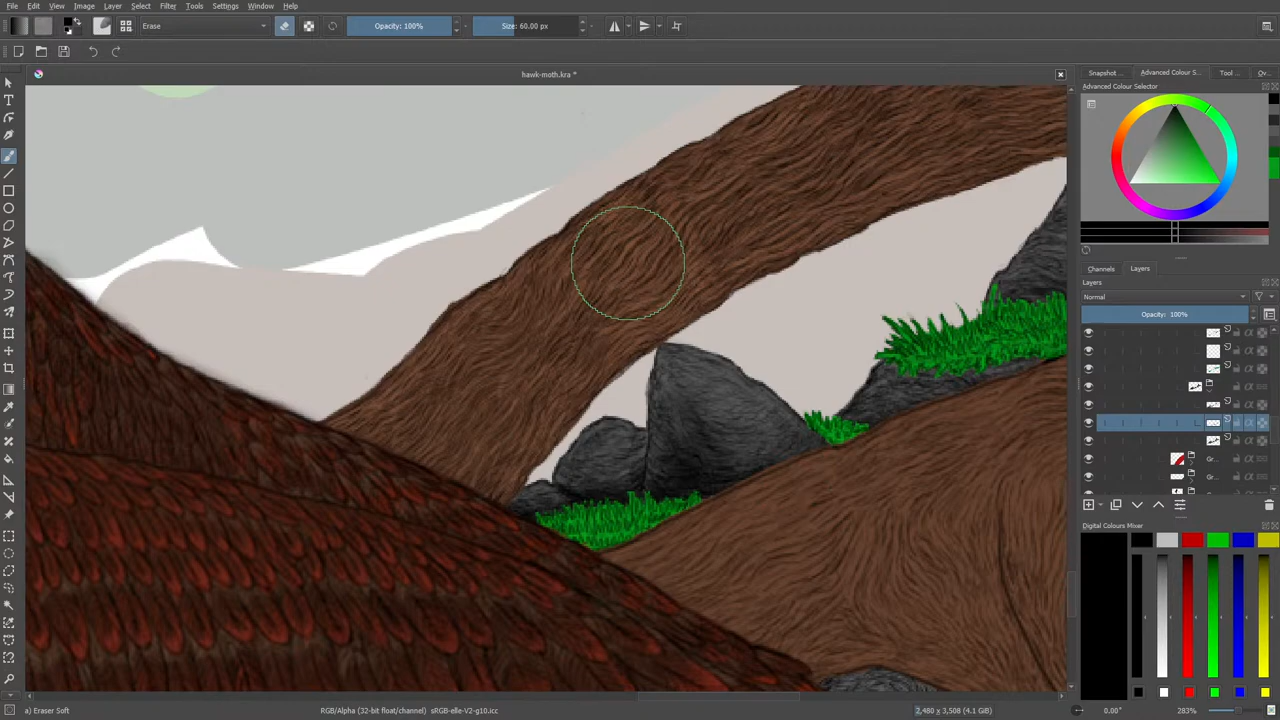 File Edit View Image Layer Select Filter Tools Settings Window Help
Erase Opacity: 100% Size: 60.00 px
hawk-moth.kra *
Snapshot ... Advanced Colour S... Tool ... Ov...
Advanced Colour Selector
Channels Layers
Layers
Normal
Opacity: 100%
Gr...
Gr...
Digital Colours Mixer
a) Eraser Soft RGB/Alpha (32-bit float/channel) sRGB-elle-V2-g10.icc 2,480 x 3,508 (4.1 GiB) 0.00° 283%